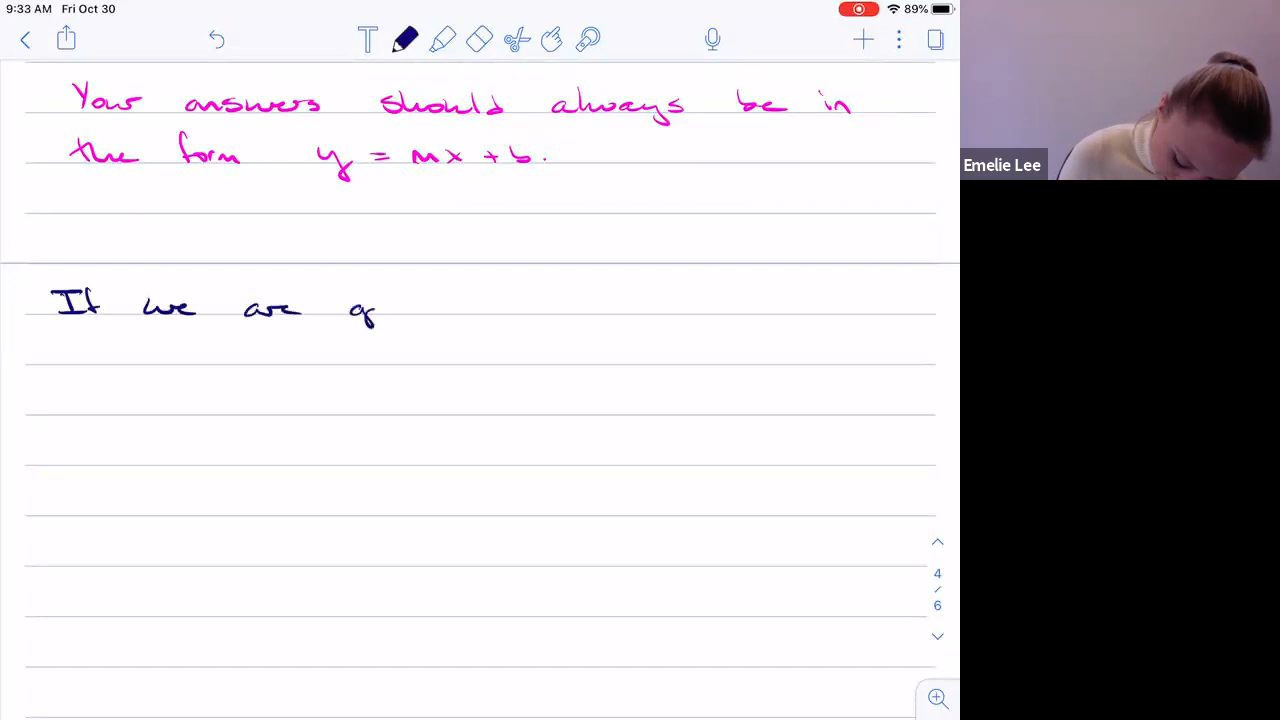 9:33 AM Fri Oct 30
89%
T
Your answers should always be in
the form y = mx + b.
Emelie Lee
If we are g
4
/
6